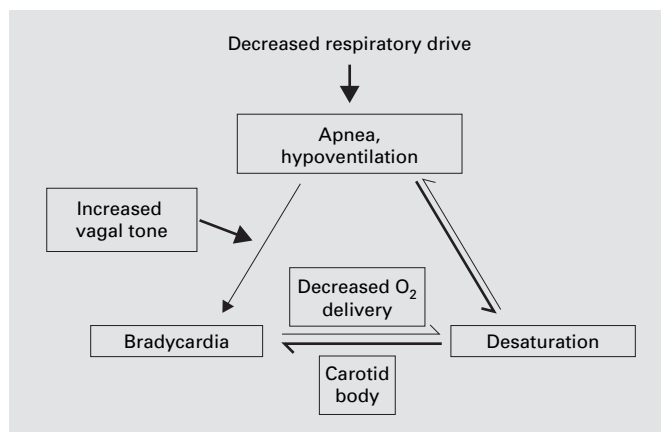 Decreased respiratory drive
Apnea,
hypoventilation
Increased
vagal tone
Decreased O₂
delivery
Bradycardia
Desaturation
Carotid
body